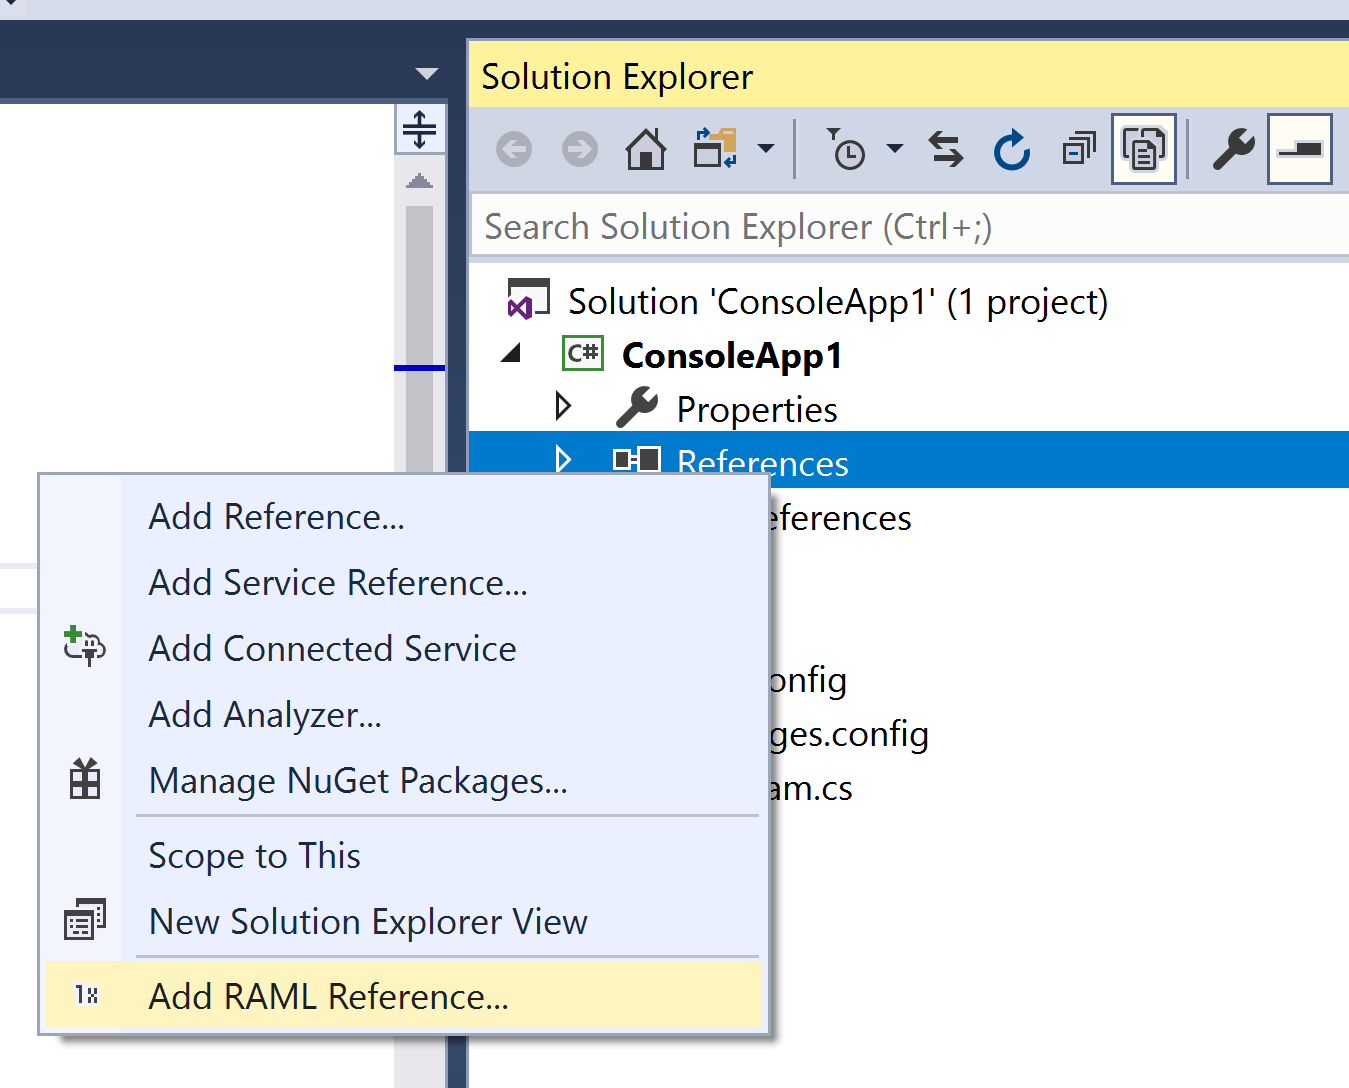 Solution Explorer
Search Solution Explorer (Ctrl+;)
Solution 'ConsoleApp1' (1 project)
C# ConsoleApp1
Properties
References
eferences
onfig
ges.config
am.cs
Add Reference...
Add Service Reference...
Add Connected Service
Add Analyzer...
Manage NuGet Packages...
Scope to This
New Solution Explorer View
1x Add RAML Reference...